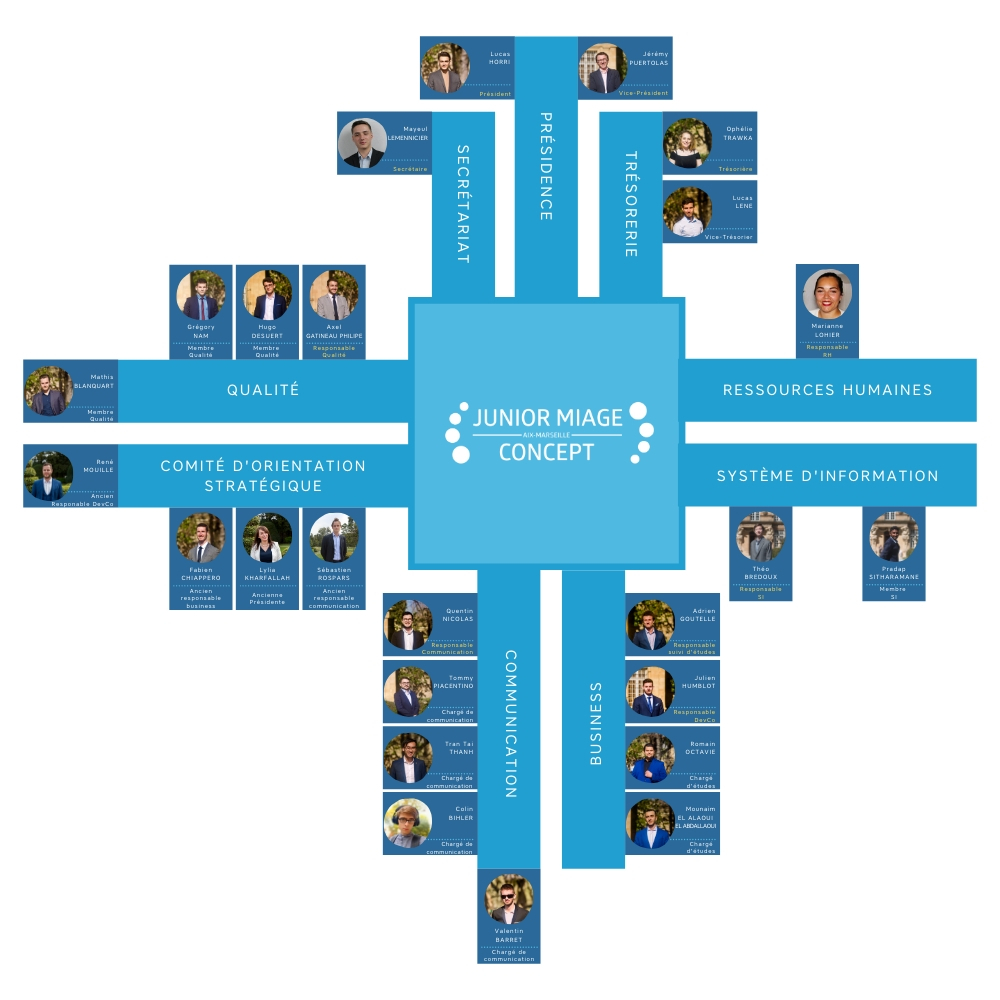 Lucas
HORRI
Président
Jérémy
PUERTOLAS
Vice-Président
PRÉSIDENCE
Mayeul
LEMENNICIER
Secrétaire
SECRÉTARIAT
Ophélie
TRAWKA
Trésorière
Lucas
LENE
Vice-Trésorier
TRÉSORERIE
Grégory
NAM
Membre
Qualité
Hugo
DESUERT
Membre
Qualité
Axel
GATINEAU PHILIPE
Responsable
Qualité
Mathis
BLANQUART
Membre
Qualité
QUALITÉ
Marianne
LOHIER
Responsable
RH
RESSOURCES HUMAINES
JUNIOR MIAGE
AIX-MARSEILLE
CONCEPT
René
MOUILLE
Ancien
Responable DevCo
COMITÉ D'ORIENTATION
STRATÉGIQUE
Fabien
CHIAPPERO
Ancien
responsable
business
Lylia
KHARFALLAH
Ancienne
Présidente
Sébastien
ROSPARS
Ancien
responsable
communication
SYSTÈME D'INFORMATION
Théo
BREDOUX
Responsable
SI
Pradap
SITHARAMANE
Membre
SI
Quentin
NICOLAS
Responsable
Communication
Tommy
PIACENTINO
Chargé de
communication
Tran Tai
THANH
Chargé de
communication
Colin
BIHLER
Chargé de
communication
COMMUNICATION
Valentin
BARRET
Chargé de
communication
BUSINESS
Adrien
GOUTELLE
Responsable
suivi d'études
Julien
HUMBLOT
Responsable
DevCo
Romain
OCTAVIE
Chargé
d'études
Mounaim
EL ALAOUI
EL ABDALLAOUI
Chargé
d'études